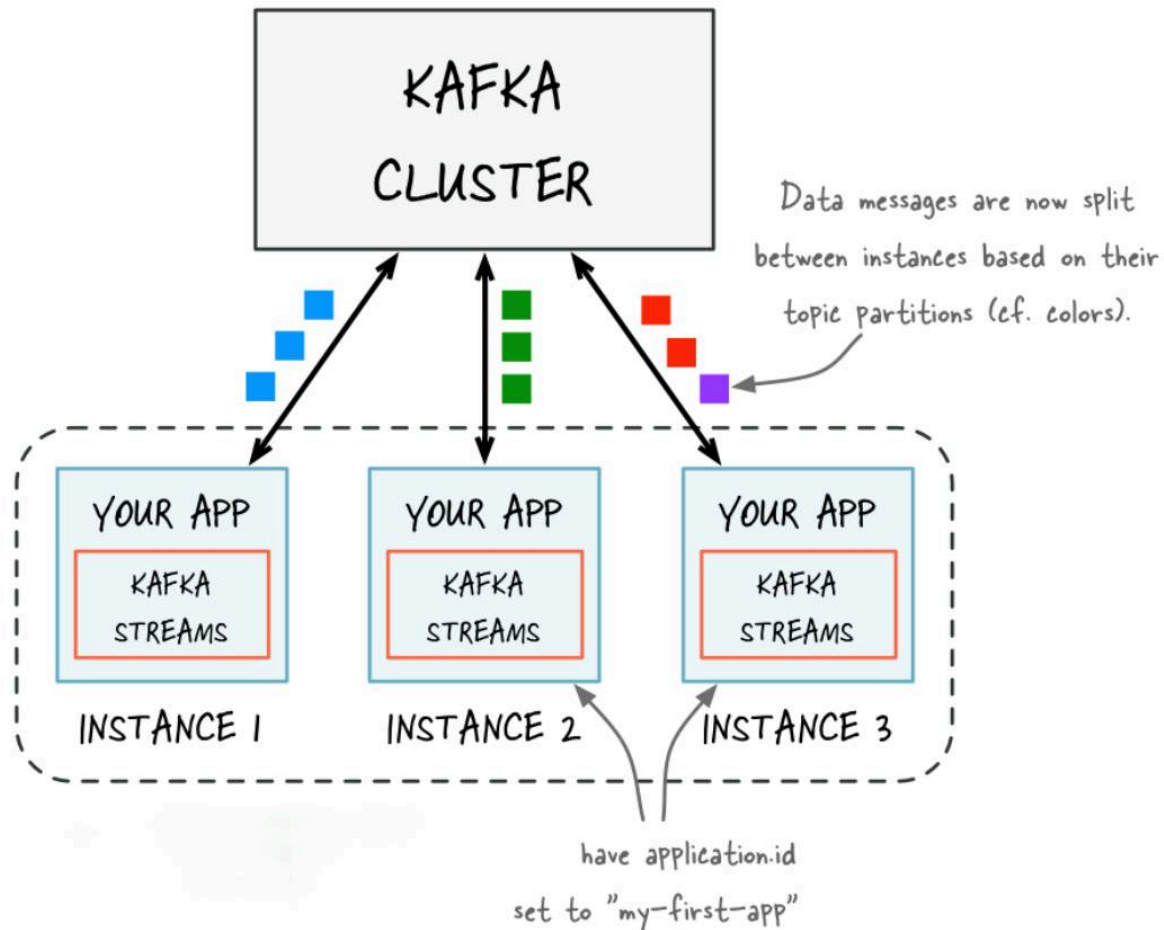 KAFKA
CLUSTER
Data messages are now split
between instances based on their
topic partitions (cf. colors).
YOUR APP
KAFKA
STREAMS
INSTANCE 1
YOUR APP
KAFKA
STREAMS
INSTANCE 2
YOUR APP
KAFKA
STREAMS
INSTANCE 3
have application.id
set to "my-first-app"